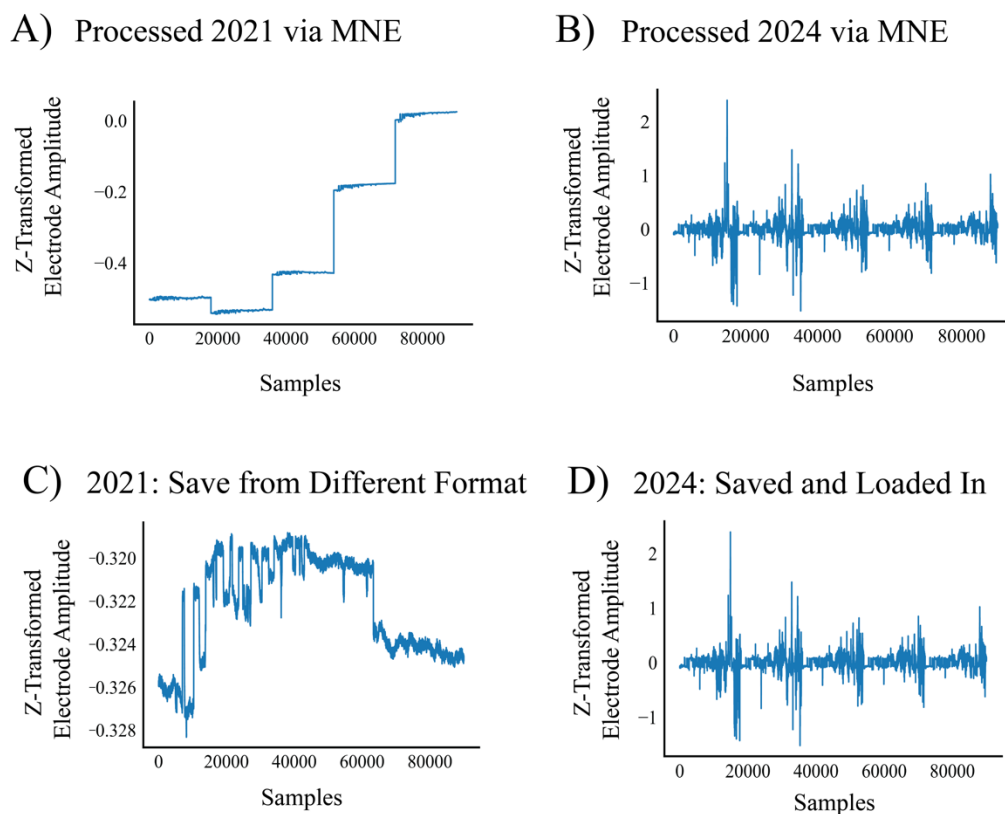 A) Processed 2021 via MNE
Z-Transformed
Electrode Amplitude
0.0
−0.2
−0.4
0 20000 40000 60000 80000
Samples
B) Processed 2024 via MNE
Z-Transformed
Electrode Amplitude
2
1
0
−1
0 20000 40000 60000 80000
Samples
C) 2021: Save from Different Format
Z-Transformed
Electrode Amplitude
−0.320
−0.322
−0.324
−0.326
−0.328
0 20000 40000 60000 80000
Samples
D) 2024: Saved and Loaded In
Z-Transformed
Electrode Amplitude
2
1
0
−1
0 20000 40000 60000 80000
Samples